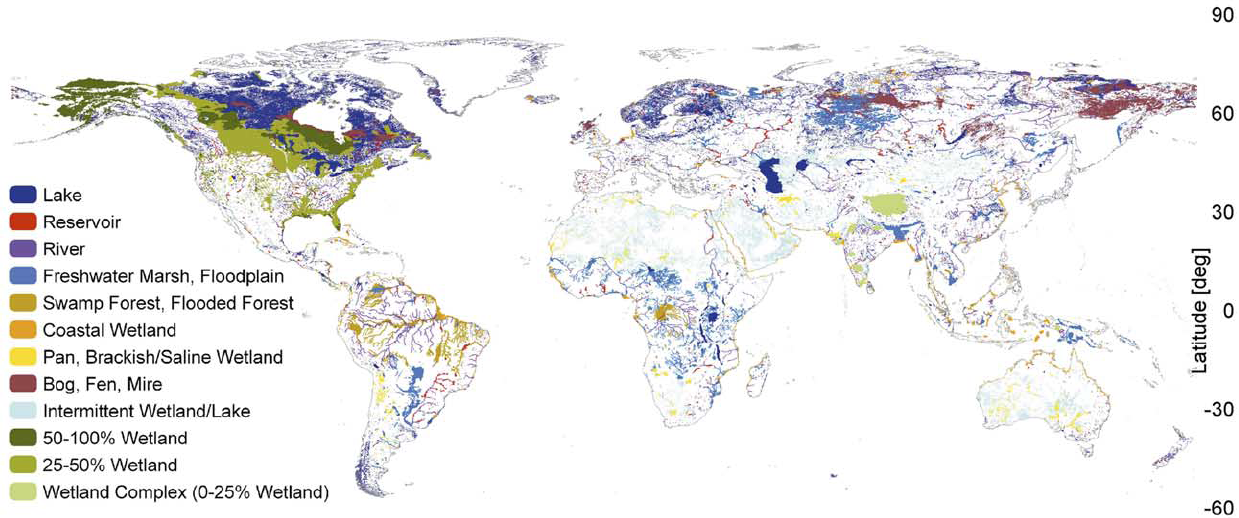 90
60
30
0
-30
-60
Latitude [deg]
Lake
Reservoir
River
Freshwater Marsh, Floodplain
Swamp Forest, Flooded Forest
Coastal Wetland
Pan, Brackish/Saline Wetland
Bog, Fen, Mire
Intermittent Wetland/Lake
50-100% Wetland
25-50% Wetland
Wetland Complex (0-25% Wetland)